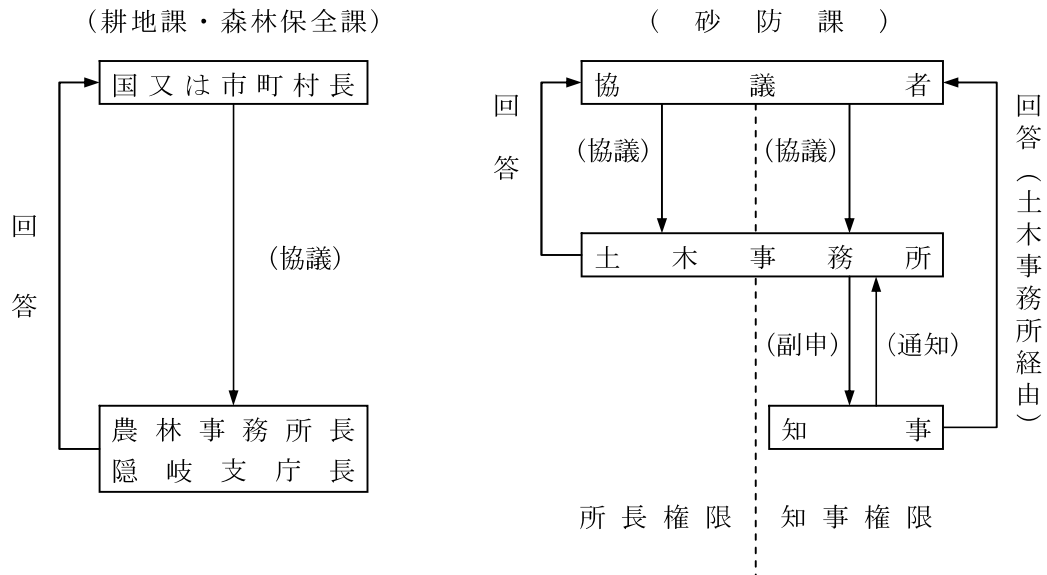 （耕地課・森林保全課）
国又は市町村長
回答
（協議）
農林事務所長
隠岐支庁長
（砂防課）
協議者
回答
（協議）
（協議）
回答（土木事務所経由）
土木事務所
（副申）
（通知）
知事
所長権限
知事権限